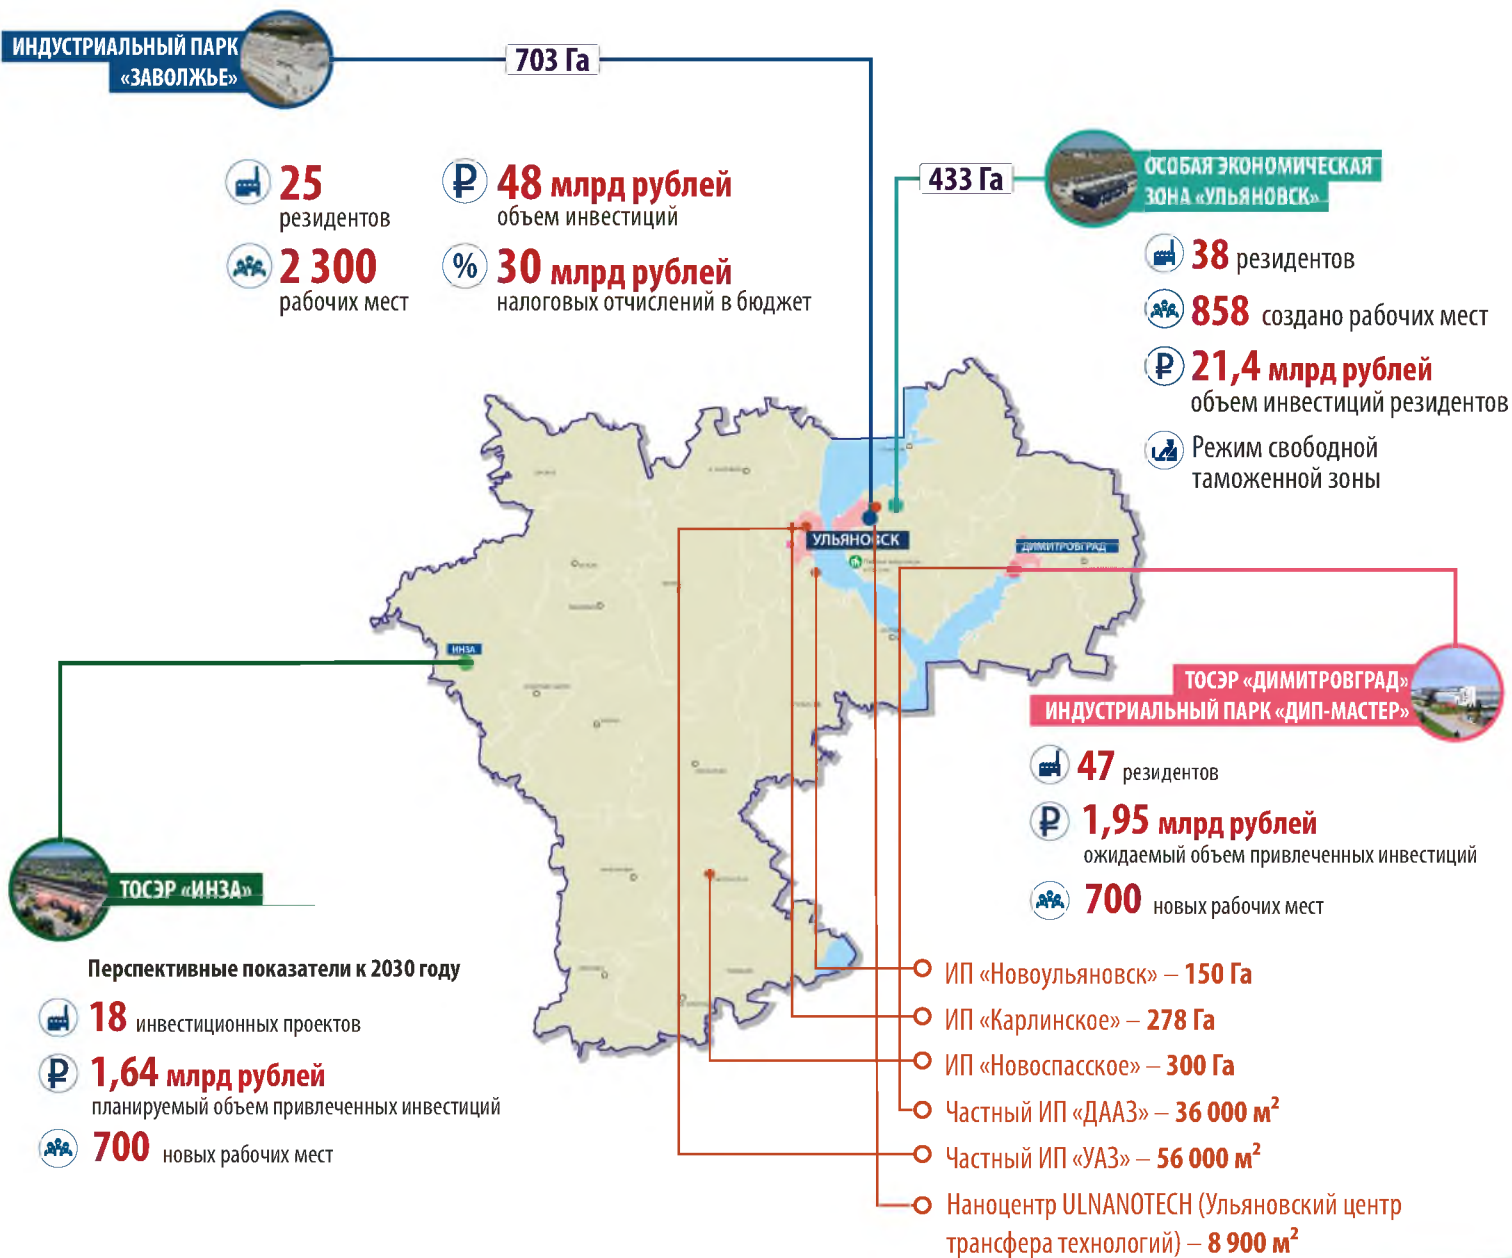 ИНДУСТРИАЛЬНЫЙ ПАРК
«ЗАВОЛЖЬЕ»
703 Га
25
резидентов
48 млрд рублей
объем инвестиций
2 300
рабочих мест
% 30 млрд рублей
налоговых отчислений в бюджет
433 Га
ОСОБАЯ ЭКОНОМИЧЕСКАЯ
ЗОНА «УЛЬЯНОВСК»
38 резидентов
858 создано рабочих мест
21,4 млрд рублей
объем инвестиций резидентов
Режим свободной
таможенной зоны
УЛЬЯНОВСК
ДИМИТРОВГРАД
ИНЗА
ТОСЭР «ДИМИТРОВГРАД»
ИНДУСТРИАЛЬНЫЙ ПАРК «ДИП-МАСТЕР»
47 резидентов
1,95 млрд рублей
ожидаемый объем привлеченных инвестиций
700 новых рабочих мест
ТОСЭР «ИНЗА»
Перспективные показатели к 2030 году
18 инвестиционных проектов
1,64 млрд рублей
планируемый объем привлеченных инвестиций
700 новых рабочих мест
ИП «Новоульяновск» – 150 Га
ИП «Карлинское» – 278 Га
ИП «Новоспасское» – 300 Га
Частный ИП «ДААЗ» – 36 000 м²
Частный ИП «УАЗ» – 56 000 м²
Наноцентр ULNANOTECH (Ульяновский центр
трансфера технологий) – 8 900 м²